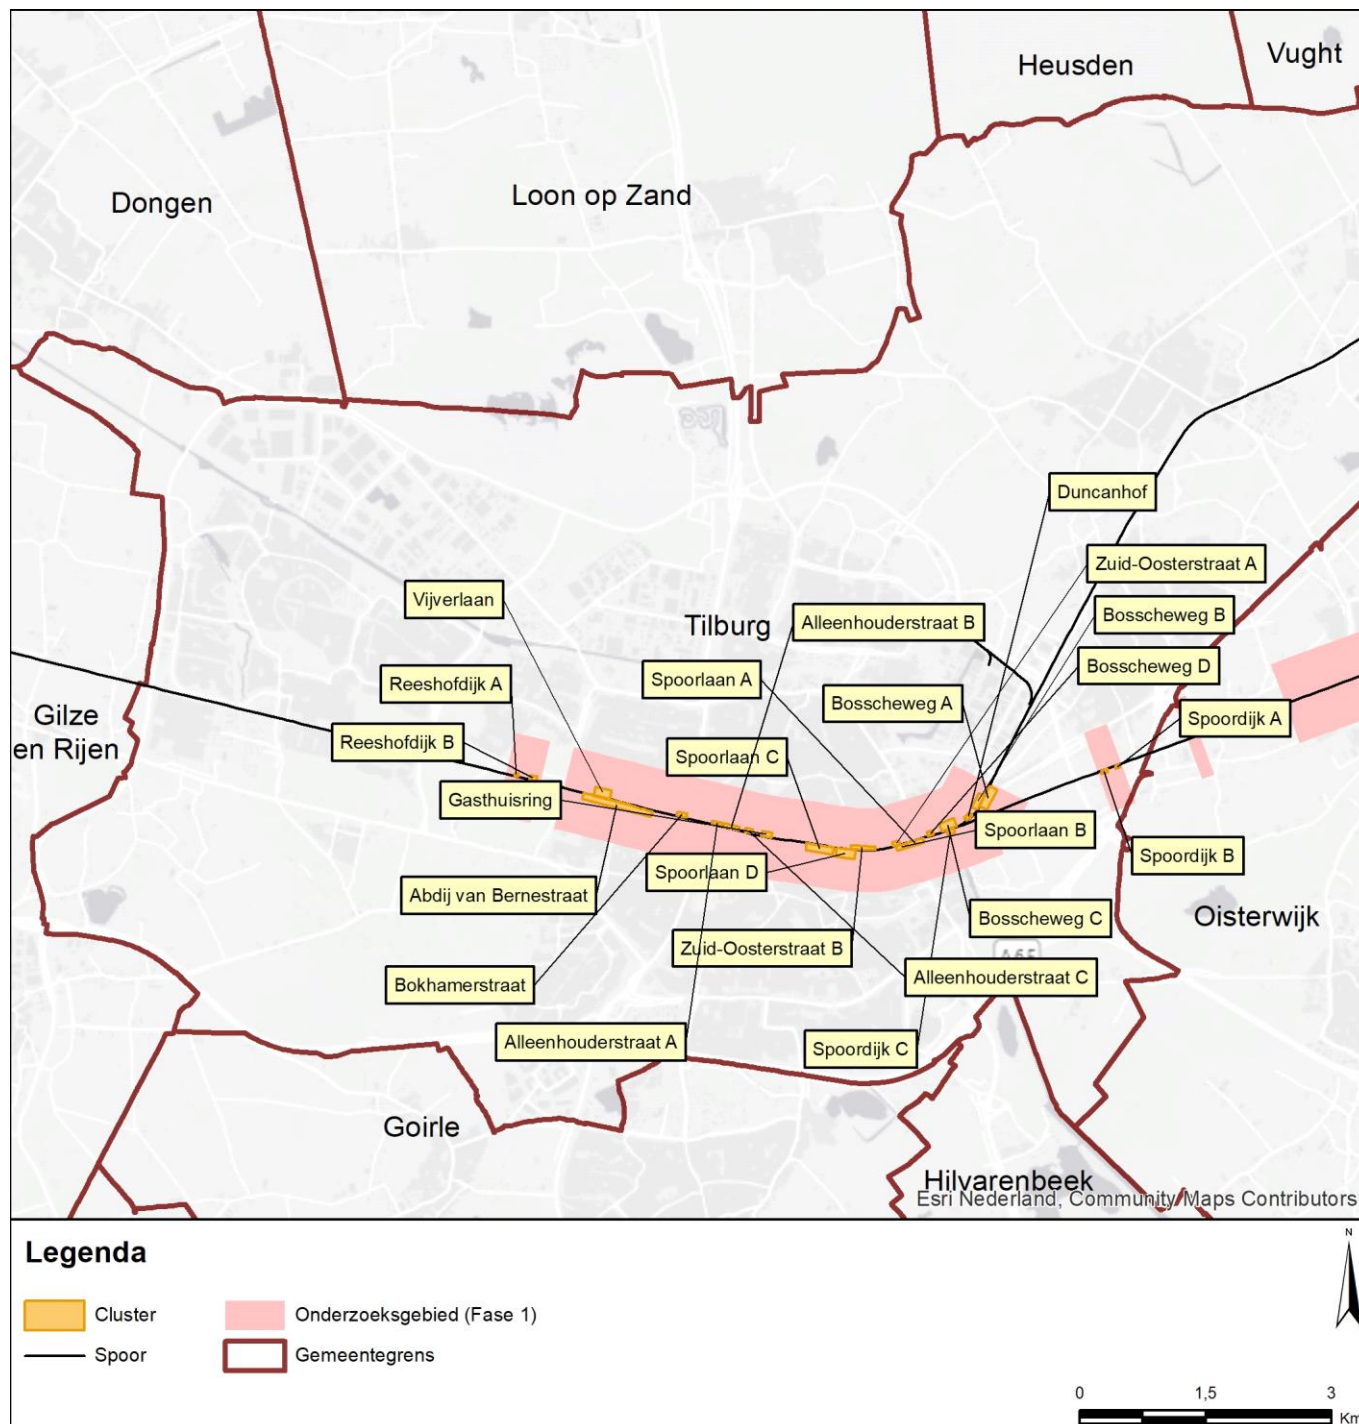 Vught
Heusden
Loon op Zand
Dongen
Duncanhof
Zuid-Oosterstraat A
Vijverlaan
Bosscheweg B
Tilburg
Alleenhouderstraat B
Bosscheweg D
Spoorlaan A
Reeshofdijk A
Bosscheweg A
Spoordijk A
Gilze
en Rijen
Reeshofdijk B
Spoorlaan C
Gasthuisring
Spoorlaan B
Spoordijk B
Spoorlaan D
Abdij van Bernestraat
Bosscheweg C
Oisterwijk
Zuid-Oosterstraat B
A65
Bokhamerstraat
Alleenhouderstraat C
Alleenhouderstraat A
Spoordijk C
Goirle
Hilvarenbeek
Esri Nederland, Community Maps Contributors
Legenda
N
Cluster
Onderzoeksgebied (Fase 1)
Spoor
Gemeentegrens
0 1,5 3
Km